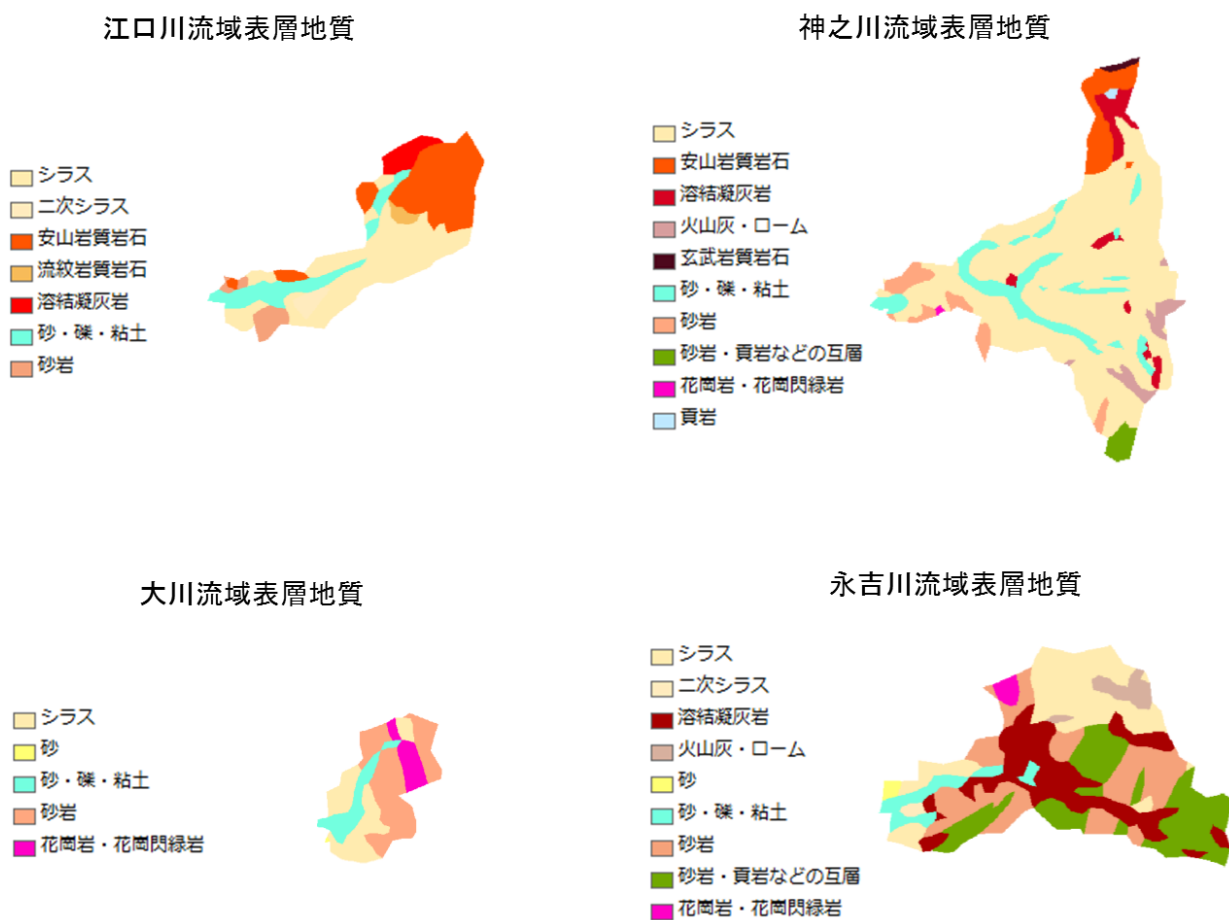 江口川流域表層地質
シラス
二次シラス
安山岩質岩石
流紋岩質岩石
溶結凝灰岩
砂・礫・粘土
砂岩
神之川流域表層地質
シラス
安山岩質岩石
溶結凝灰岩
火山灰・ローム
玄武岩質岩石
砂・礫・粘土
砂岩
砂岩・頁岩などの互層
花崗岩・花崗閃緑岩
頁岩
大川流域表層地質
シラス
砂
砂・礫・粘土
砂岩
花崗岩・花崗閃緑岩
永吉川流域表層地質
シラス
二次シラス
溶結凝灰岩
火山灰・ローム
砂
砂・礫・粘土
砂岩
砂岩・頁岩などの互層
花崗岩・花崗閃緑岩